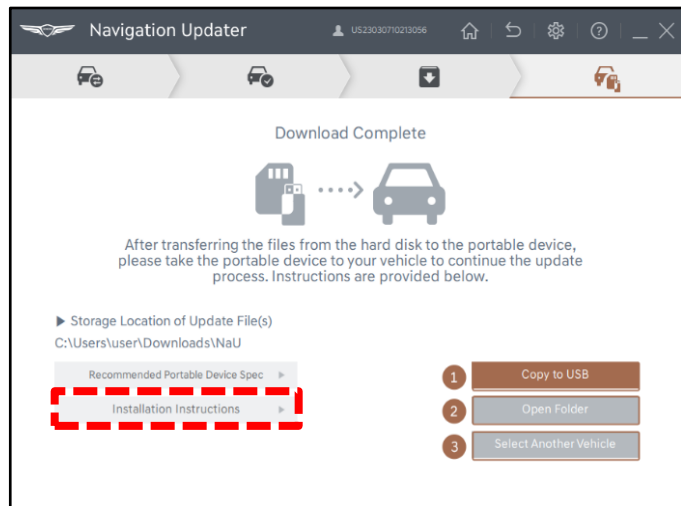 Navigation Updater
US23030710213056
Download Complete
After transferring the files from the hard disk to the portable device,
please take the portable device to your vehicle to continue the update
process. Instructions are provided below.
▶ Storage Location of Update File(s)
C:\Users\user\Downloads\NaU
Recommended Portable Device Spec ▶
Installation Instructions ▶
1 Copy to USB
2 Open Folder
3 Select Another Vehicle